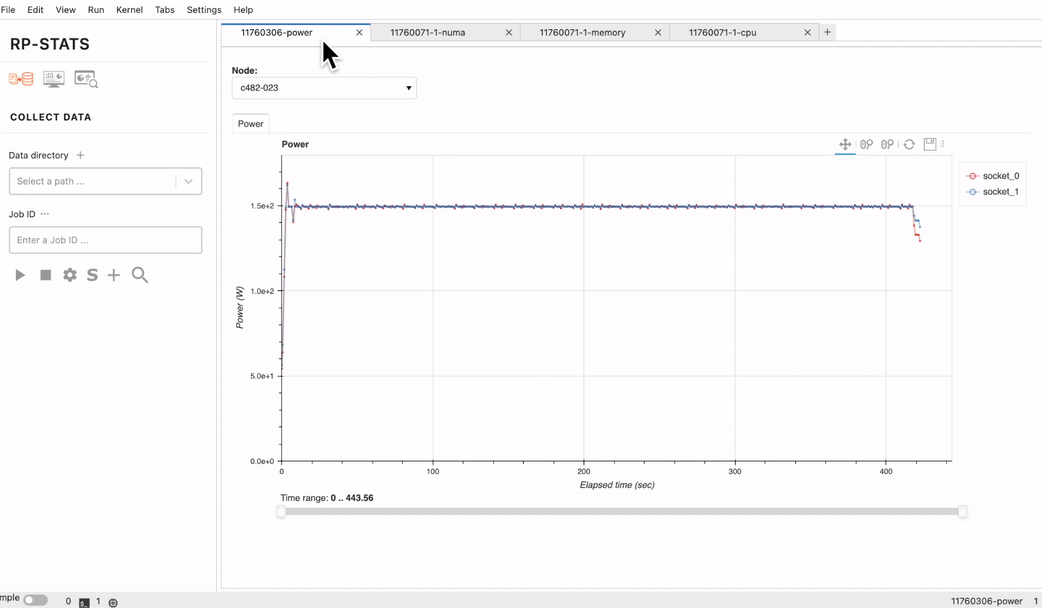 File Edit View Run Kernel Tabs Settings Help
RP-STATS
COLLECT DATA
Data directory +
Select a path ...
Job ID ...
Enter a Job ID ...
S
11760306-power
11760071-1-numa
11760071-1-memory
11760071-1-cpu
Node:
c482-023
Power
Power
socket_0
socket_1
1.5e+2
1.0e+2
5.0e+1
0.0e+0
Power (W)
0 100 200 300 400
Elapsed time (sec)
Time range: 0 .. 443.56
mple 0 1
11760306-power 1